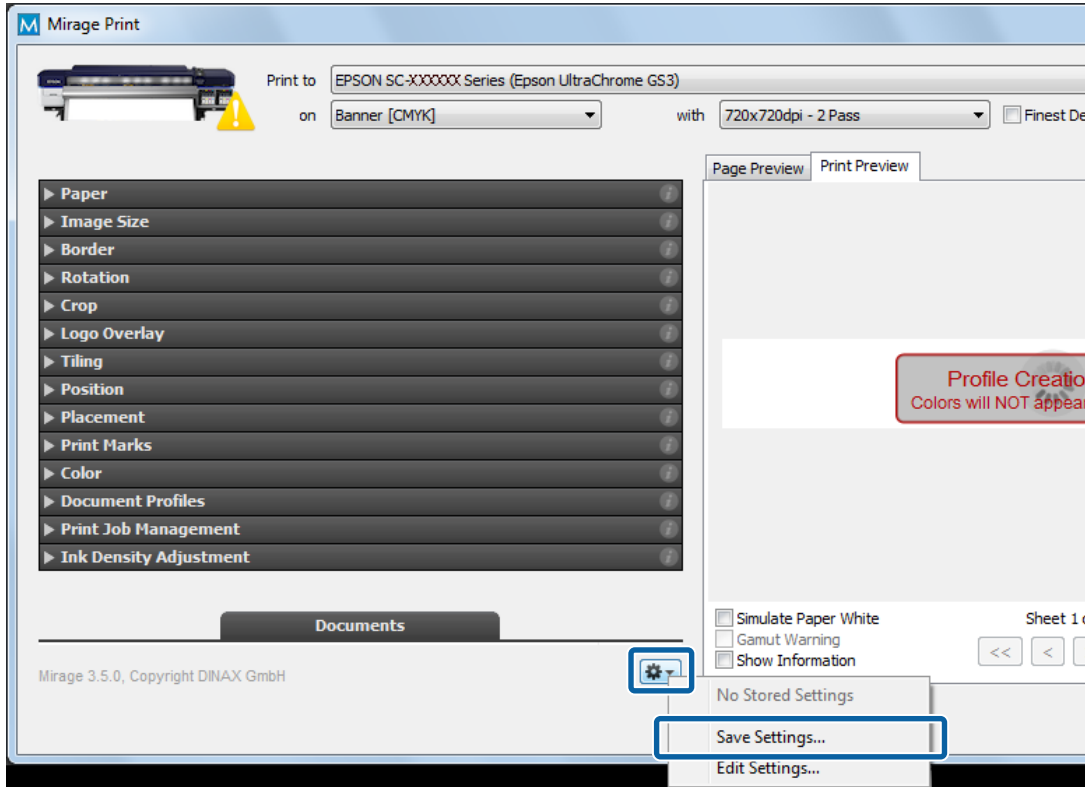 Mirage Print
Print to EPSON SC-XXXXXX Series (Epson UltraChrome GS3)
on Banner [CMYK] with 720x720dpi - 2 Pass Finest De
Page Preview Print Preview
Paper
Image Size
Border
Rotation
Crop
Logo Overlay
Tiling
Position
Placement
Print Marks
Color
Document Profiles
Print Job Management
Ink Density Adjustment
Profile Creatio
Colors will NOT appear
Documents
Simulate Paper White Sheet 1
Gamut Warning
Show Information << <
Mirage 3.5.0, Copyright DINAX GmbH
No Stored Settings
Save Settings...
Edit Settings...